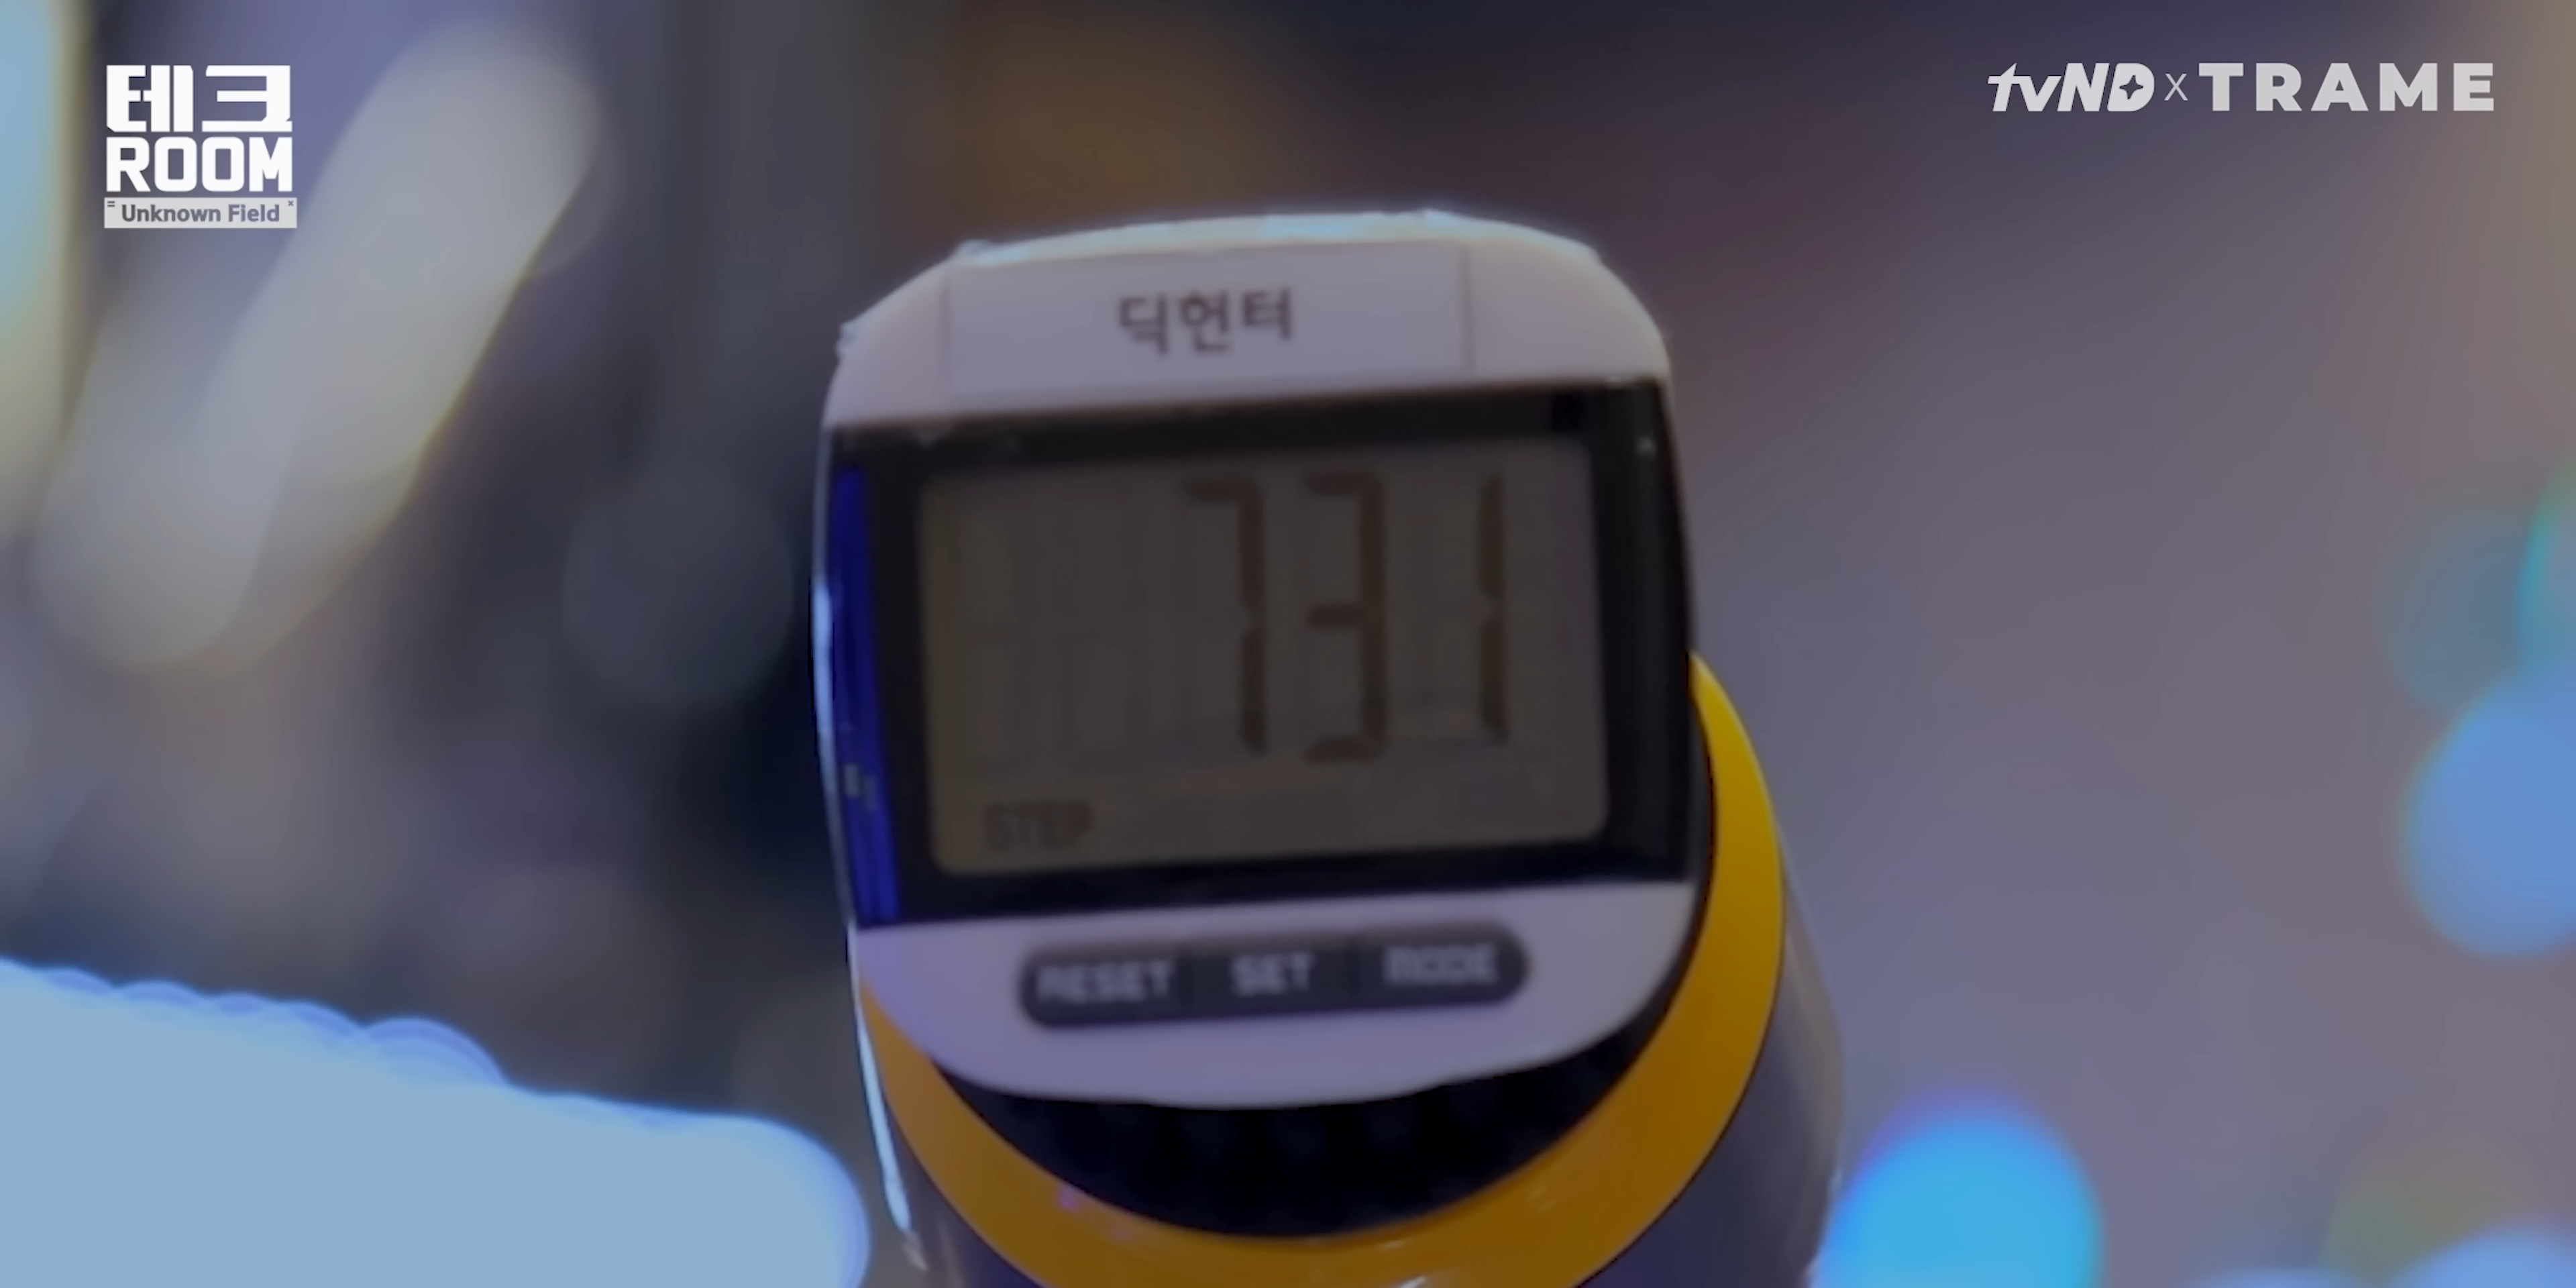 테크
ROOM
Unknown Field
tvND x TRAME
딕헌터
731
STEP
RESET SET MODE